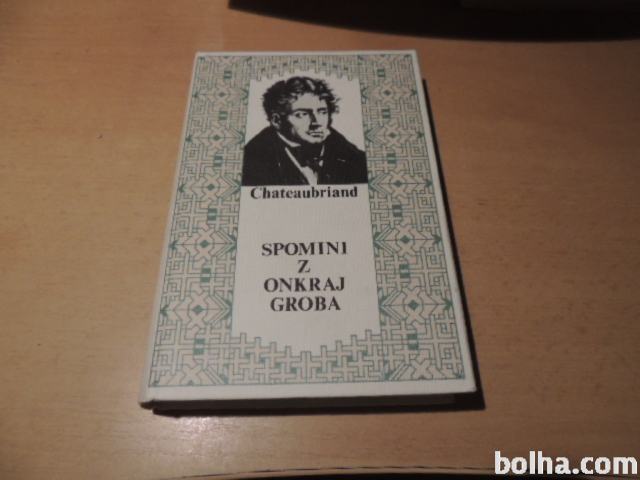 Chateaubriand
SPOMINI
Z
ONKRAJ
GROBA
bolha.com